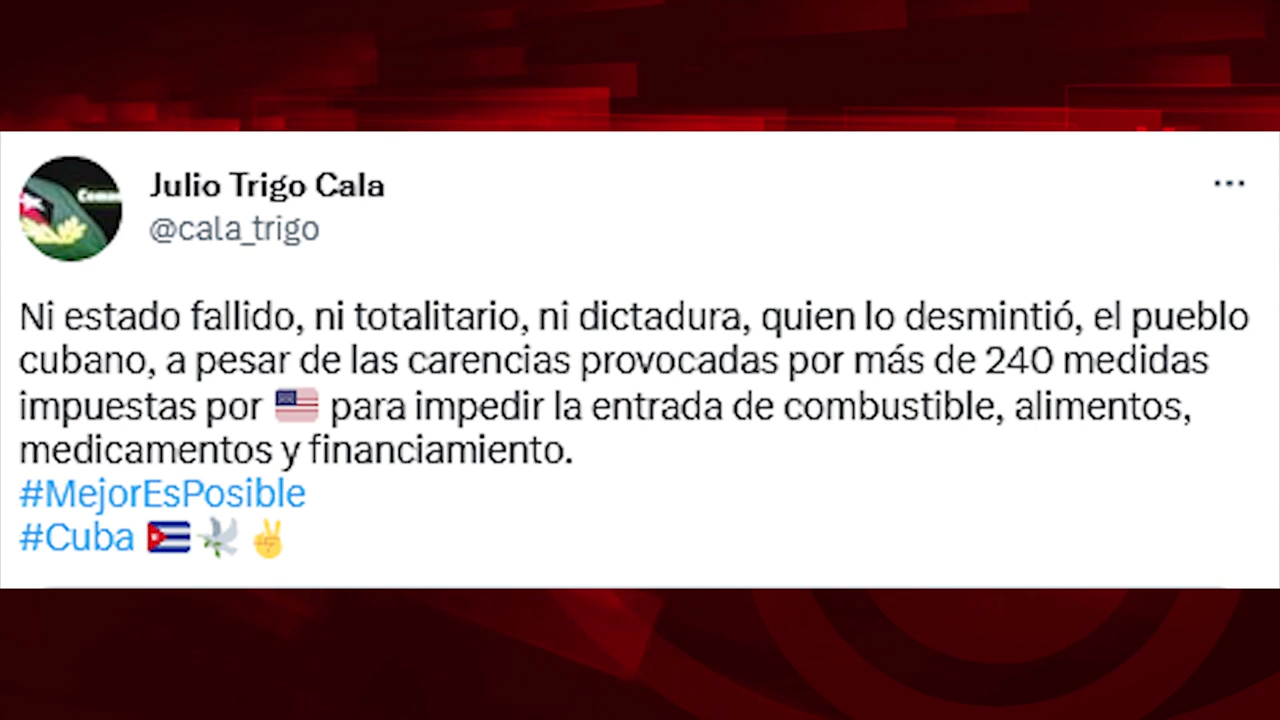 Julio Trigo Cala
@cala_trigo
Ni estado fallido, ni totalitario, ni dictadura, quien lo desmintió, el pueblo
cubano, a pesar de las carencias provocadas por más de 240 medidas
impuestas por 🇺🇸 para impedir la entrada de combustible, alimentos,
medicamentos y financiamiento.
#MejorEsPosible
#Cuba 🇨🇺🕊️✌️